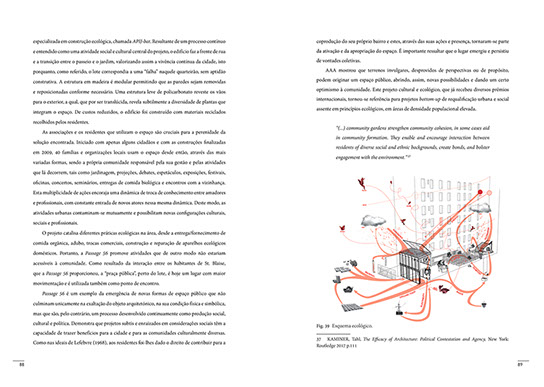 especializada em construção ecológica, chamada APIJ-bat. Resultante de um processo contínuo
e entendido como uma atividade social e cultural central do projeto, o edifício faz a frente de rua
e a transição entre o passeio e o jardim, valorizando assim a vivência contínua da cidade, isto
porquanto, como referido, o lote correspondia a uma "falha" naquele quarteirão, sem aptidão
construtiva. A estrutura em madeira é modular permitindo que as paredes sejam removidas
e reposicionadas conforme necessário. Uma estrutura leve de policarbonato reveste os vãos
para o exterior, a qual, que por ser translúcida, revela subtilmente a diversidade de plantas que
integram o espaço. De custos reduzidos, o edifício foi construído com materiais reciclados
recolhidos pelos residentes.
As associações e os residentes que utilizam o espaço são cruciais para a perenidade da
solução encontrada. Iniciado com apenas alguns cidadãos e com as construções finalizadas
em 2009, 40 famílias e organizações locais usam o espaço desde então, através das mais
variadas formas, sendo a própria comunidade responsável pela sua gestão e pelas atividades
que lá decorrem, tais como jardinagem, projeções, debates, espetáculos, exposições, festivais,
oficinas, concertos, seminários, entregas de comida biológica e encontros com a vizinhança.
Esta multiplicidade de ações encoraja uma dinâmica de troca de conhecimento entre amadores
e profissionais, com constante entrada de novos atores nessa mesma dinâmica. Deste modo, as
atividades urbanas contaminam-se mutuamente e possibilitam novas configurações culturais,
sociais e profissionais.
O projeto cataliza diferentes práticas ecológicas na área, desde a entrega/fornecimento de
comida orgânica, adubo, trocas comerciais, construção e reparação de aparelhos ecológicos
domésticos. Portanto, a Passage 56 promove atividades que de outro modo não estariam
acessíveis à comunidade. Como resultado da interação entre os habitantes de St. Blaise,
que a Passage 56 proporcionou, a "praça pública", perto do lote, é hoje um lugar com maior
movimentação e é utilizada também como ponto de encontro.
Passage 56 é um exemplo da emergência de novas formas de espaço público que não
culminam unicamente na exaltação do objeto arquitetónico, na sua condição física e simbólica,
mas que são, pelo contrário, um processo desenvolvido continuamente como produção social,
cultural e política. Demonstra que projetos subtis e enraizados em considerações sociais têm a
capacidade de trazer benefícios para a cidade e para as comunidades culturalmente diversas.
Como nas ideias de Lefebvre (1968), aos residentes foi lhes dado o direito de contribuir para a
88
coprodução do seu próprio bairro e estes, através das suas ações e presença, tornaram-se parte
da ativação e da apropriação do espaço. É importante ressaltar que o lugar emergiu e persistiu
de vontades coletivas.
AAA mostrou que terrenos invulgares, desprovidos de perspectivas ou de propósito,
podem originar um espaço público, abrindo, assim, novas possibilidades e dando um certo
optimismo à comunidade. Este projeto cultural e ecológico, que já recebeu diversos prémios
internacionais, tornou-se referência para projetos bottom-up de requalificação urbana e social
assente em princípios ecológicos, em áreas de densidade populacional elevada.
"(...) community gardens strengthen community cohesion, in some cases aid
in community formation. They enable and encourage interaction between
residents of diverse social and ethnic backgrounds, create bonds, and bolster
engagement with the environment."37
Fig. 28 Esquema ecológico.
37 KAMINER, Tahl, The Efficacy of Architecture: Political Contestation and Agency. New York:
Routledge 2017 p.111
89